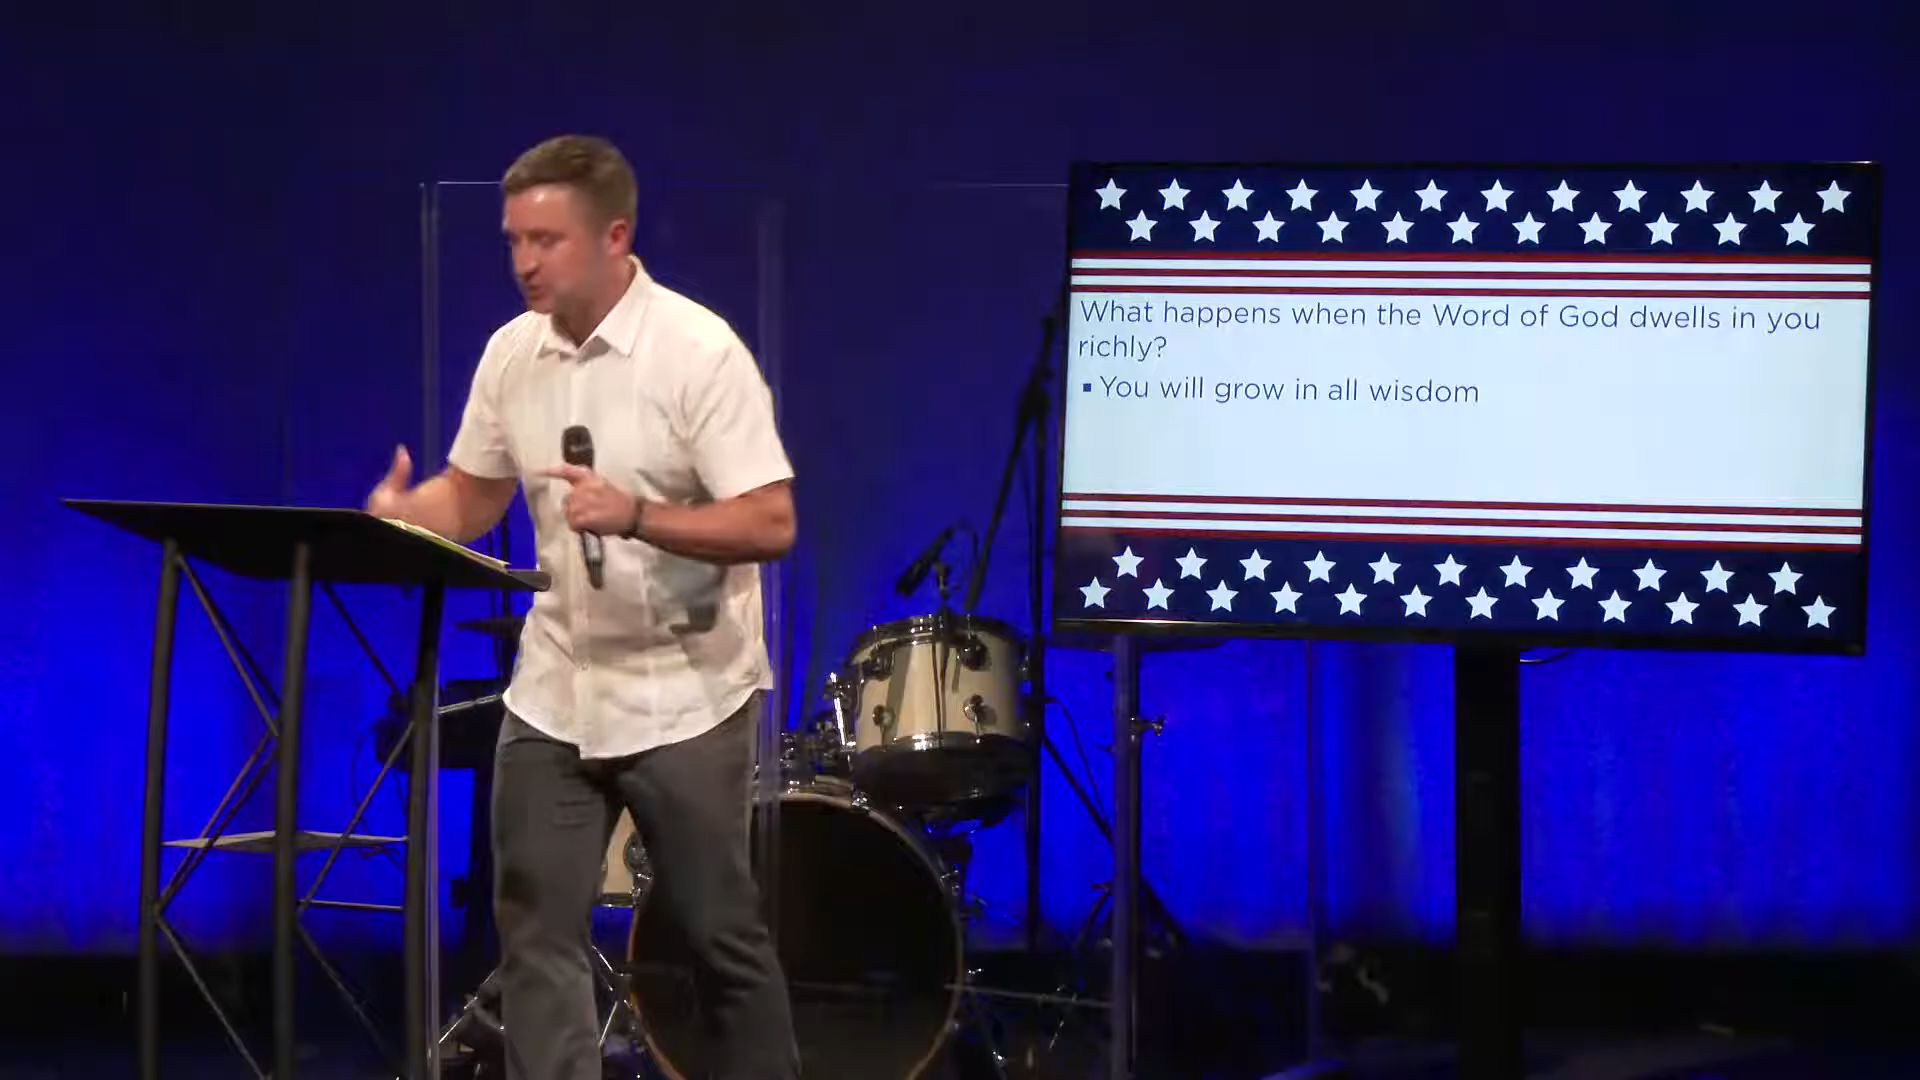 What happens when the Word of God dwells in you
richly?
▪ You will grow in all wisdom